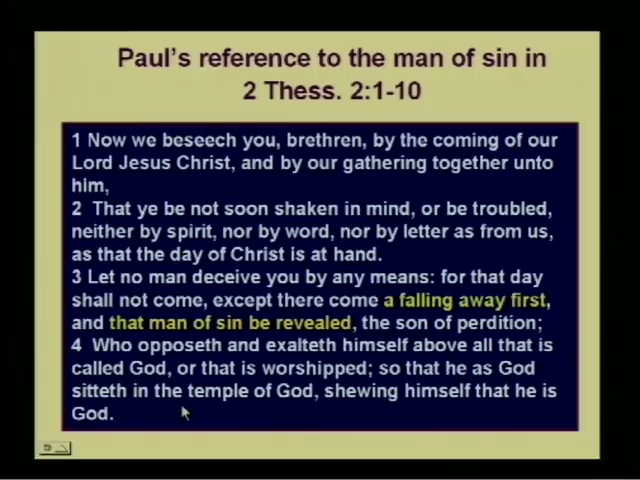 Paul's reference to the man of sin in
2 Thess. 2:1-10
1 Now we beseech you, brethren, by the coming of our
Lord Jesus Christ, and by our gathering together unto
him,
2 That ye be not soon shaken in mind, or be troubled,
neither by spirit, nor by word, nor by letter as from us,
as that the day of Christ is at hand.
3 Let no man deceive you by any means: for that day
shall not come, except there come a falling away first,
and that man of sin be revealed, the son of perdition;
4 Who opposeth and exalteth himself above all that is
called God, or that is worshipped; so that he as God
sitteth in the temple of God, shewing himself that he is
God.